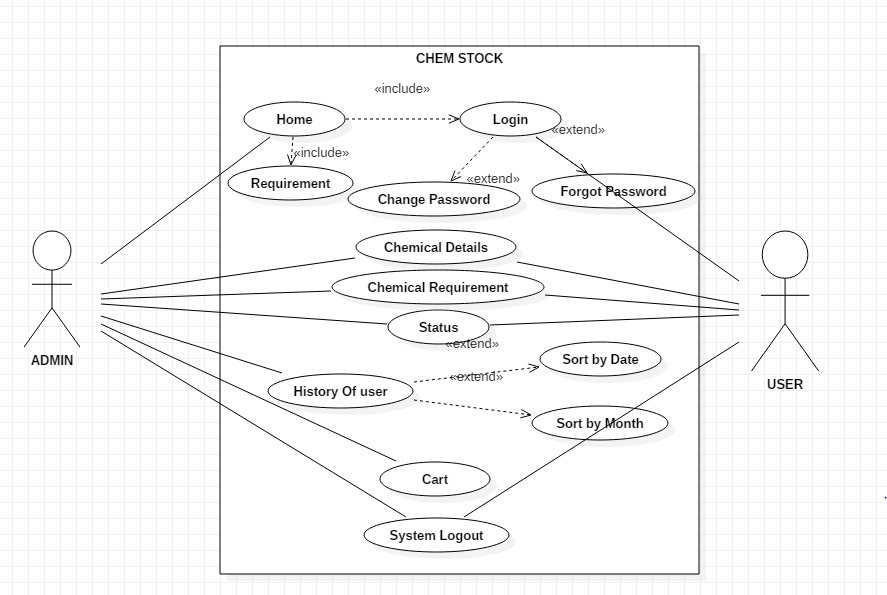 CHEM STOCK
«include»
Home
Login
«extend»
«include»
Requirement
«extend»
Change Password
Forgot Password
Chemical Details
Chemical Requirement
Status
«extend»
ADMIN
Sort by Date
«extend»
USER
History Of user
Sort by Month
Cart
System Logout